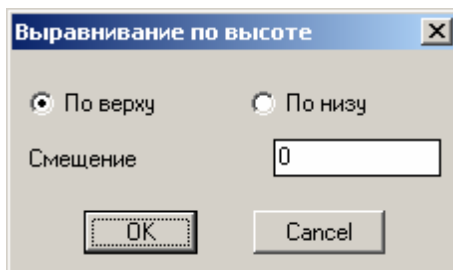 Выравнивание по высоте
По верху По низу
Смещение 0
OK Cancel